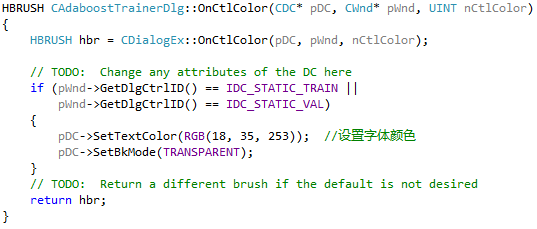 HBRUSH CAdaboostTrainerDlg::OnCtlColor(CDC* pDC, CWnd* pWnd, UINT nCtlColor)
{
    HBRUSH hbr = CDialogEx::OnCtlColor(pDC, pWnd, nCtlColor);

    // TODO:  Change any attributes of the DC here
    if (pWnd->GetDlgCtrlID() == IDC_STATIC_TRAIN ||
        pWnd->GetDlgCtrlID() == IDC_STATIC_VAL)
    {
        pDC->SetTextColor(RGB(18, 35, 253));  //设置字体颜色
        pDC->SetBkMode(TRANSPARENT);
    }
    // TODO:  Return a different brush if the default is not desired
    return hbr;
}